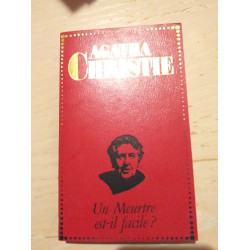 AGATHA
CHRISTIE
Un Meurtre
est-il facile ?